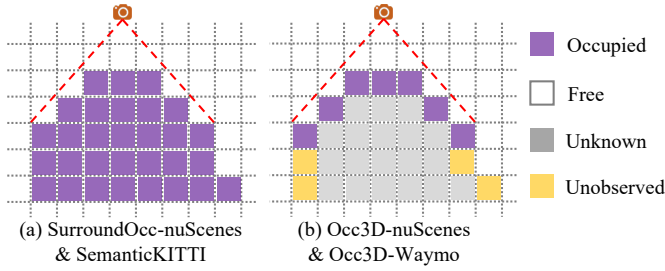 Occupied
Free
Unknown
Unobserved
(a) SurroundOcc-nuScenes
& SemanticKITTI
(b) Occ3D-nuScenes
& Occ3D-Waymo